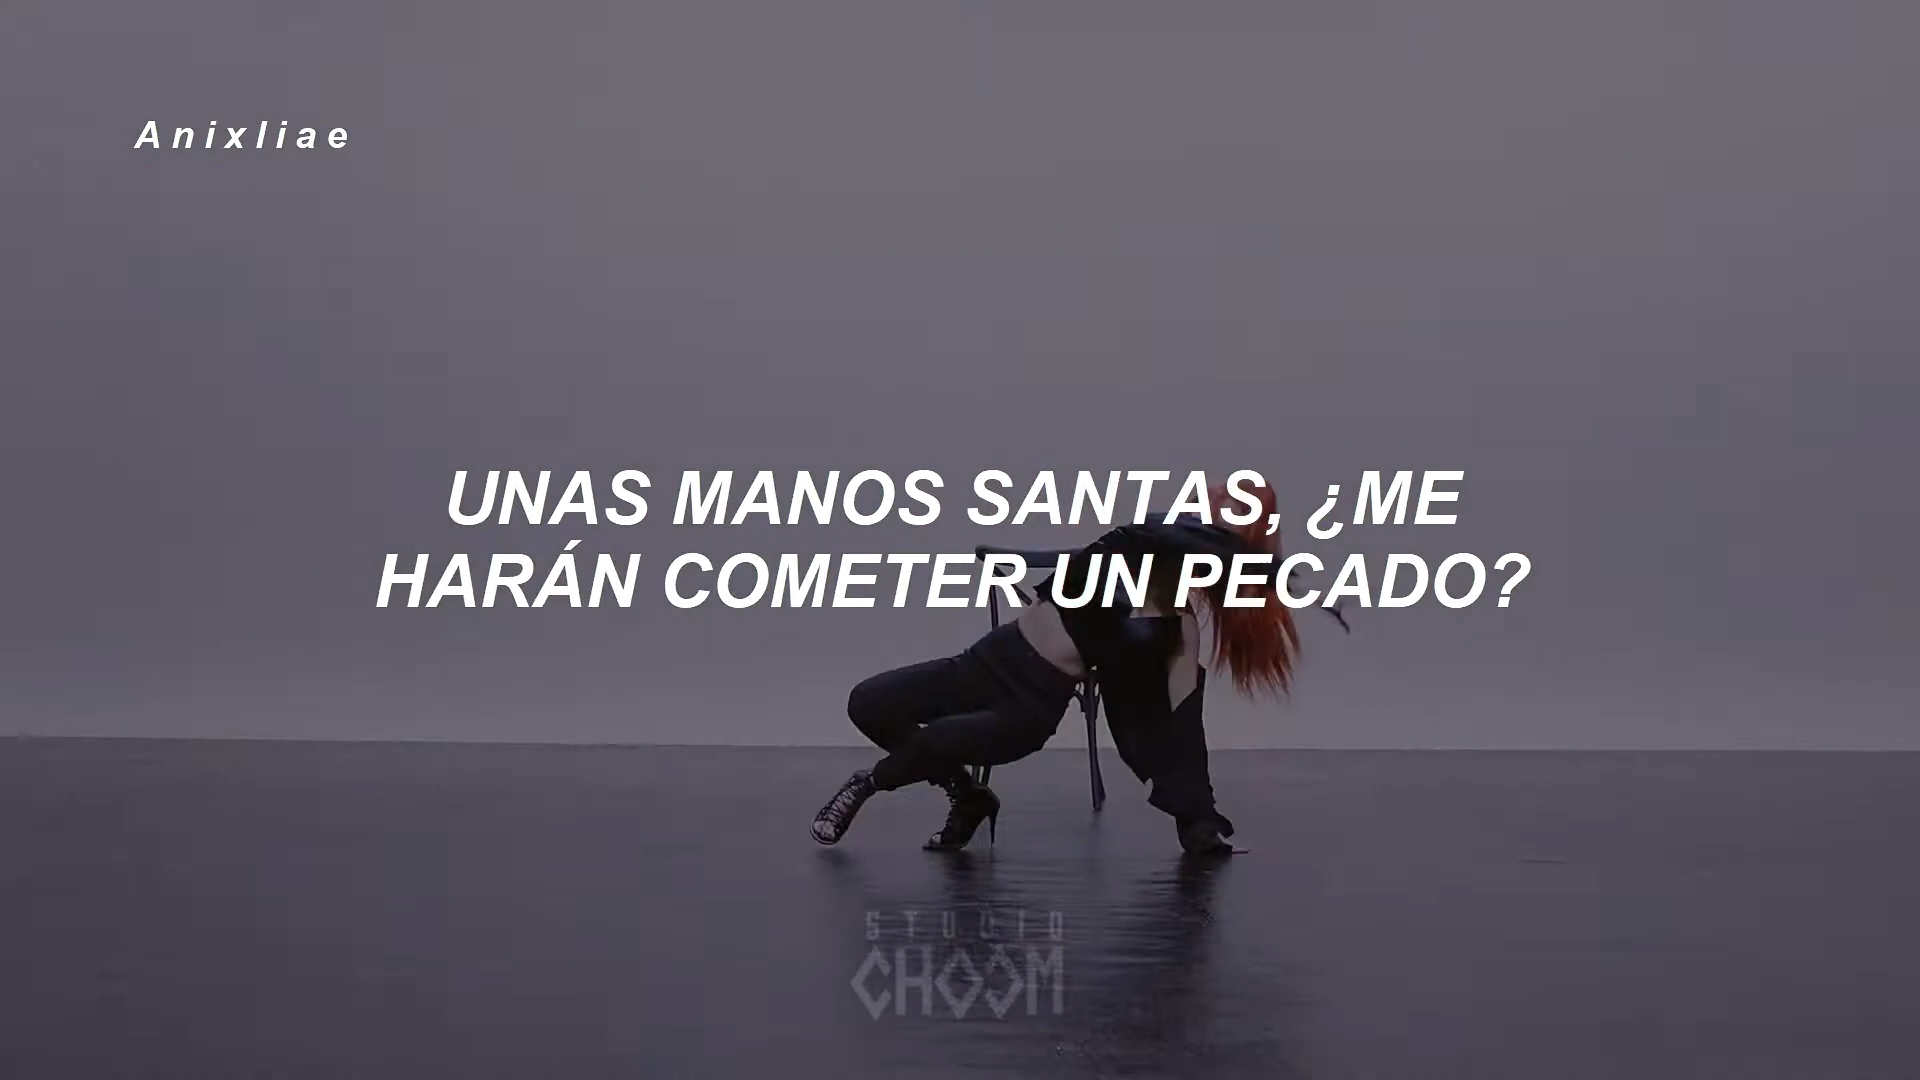 Anixliae
UNAS MANOS SANTAS, ¿ME
HARÁN COMETER UN PECADO?
STUDIO
CHOOM